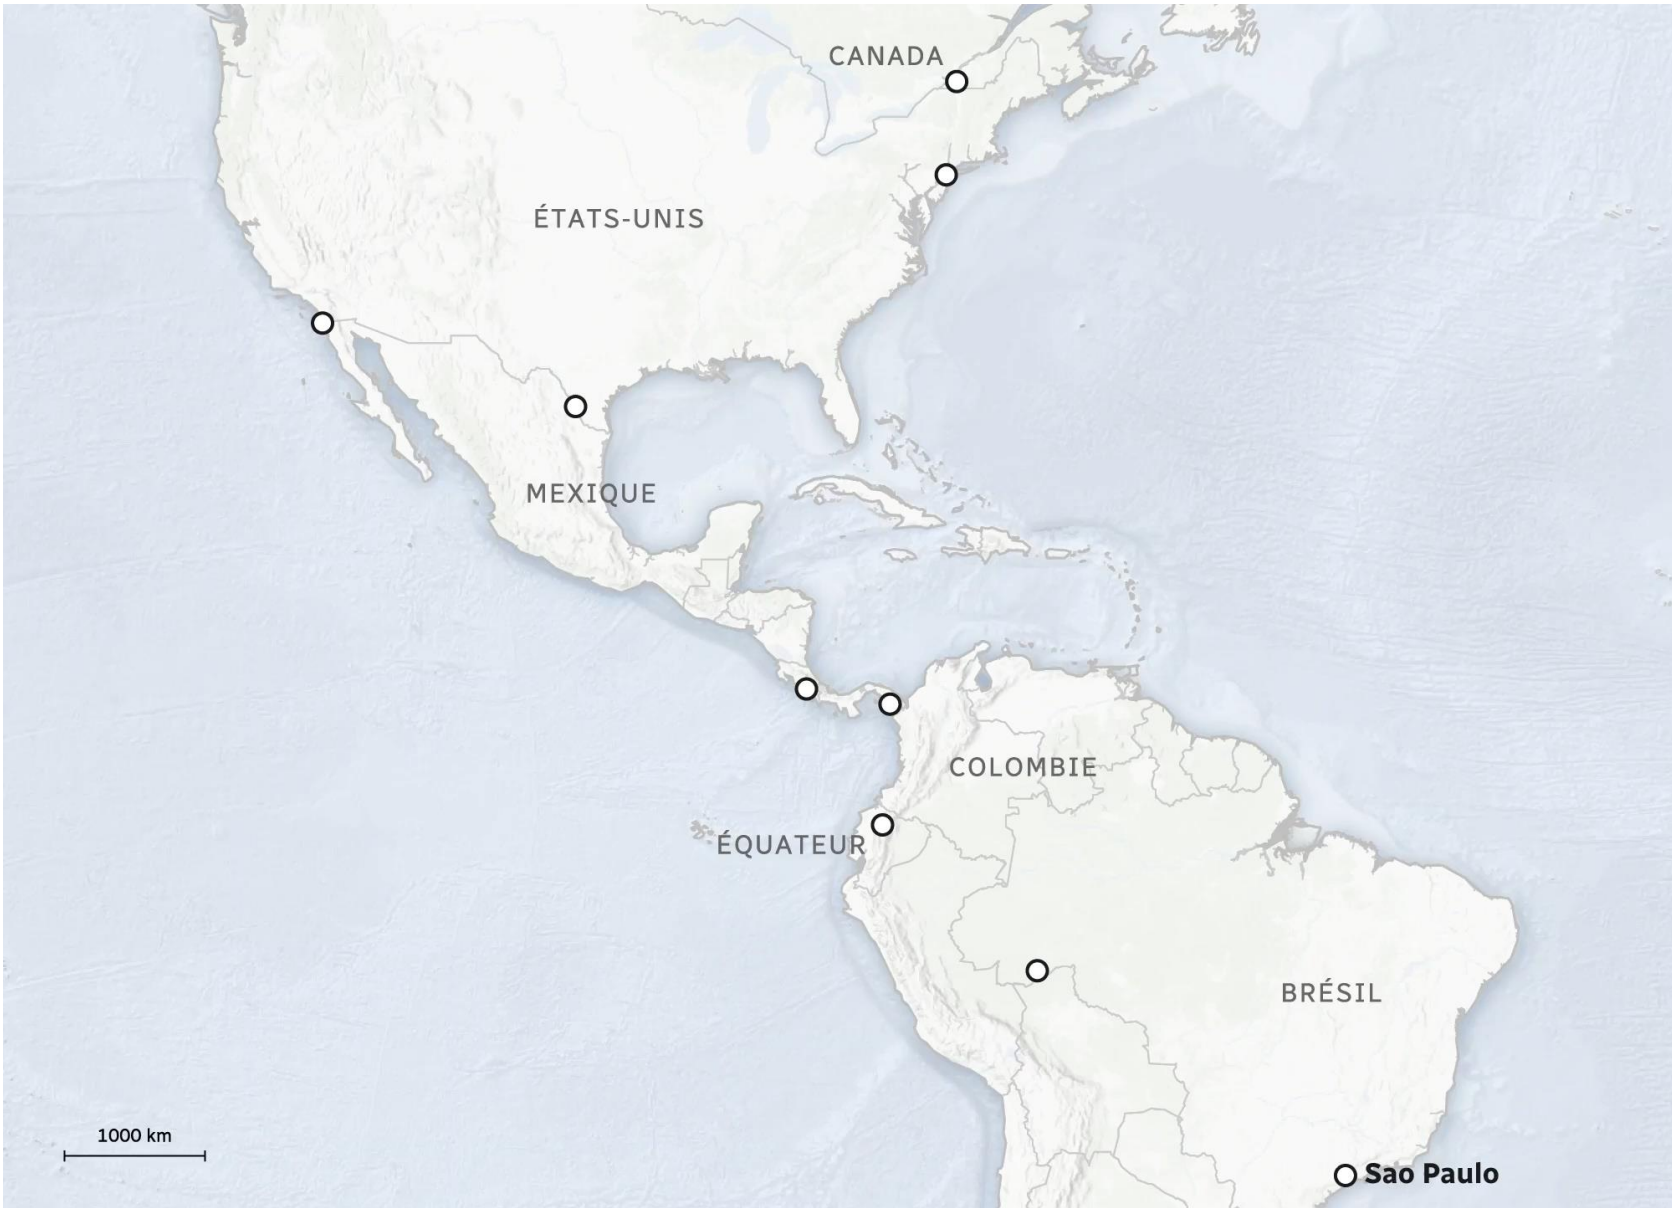 CANADA
ÉTATS-UNIS
MEXIQUE
COLOMBIE
ÉQUATEUR
BRÉSIL
1000 km
Sao Paulo